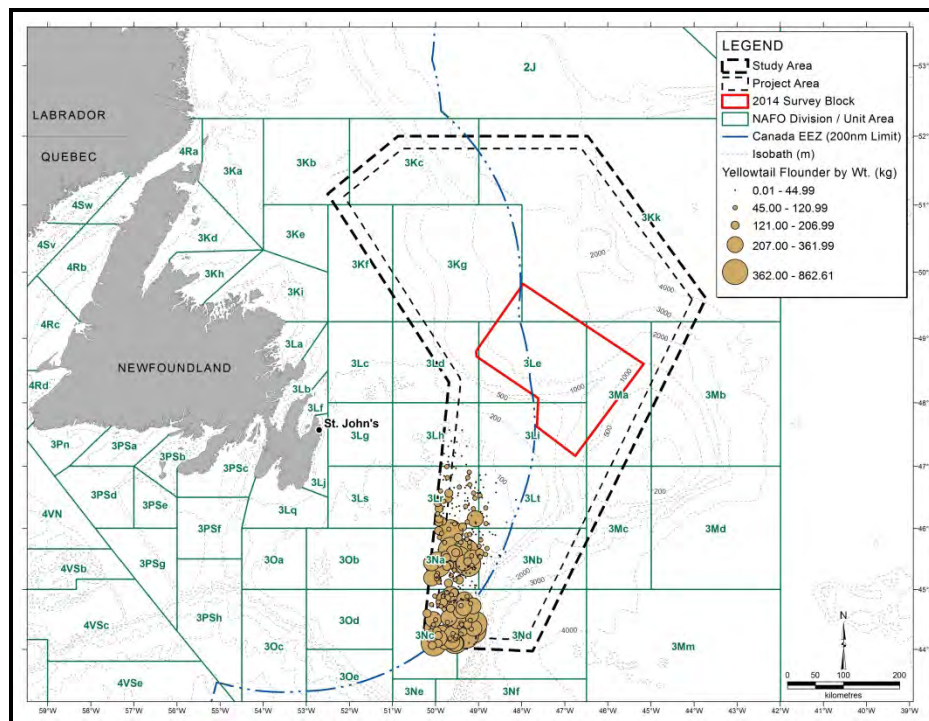 LEGEND
Study Area
Project Area
2014 Survey Block
NAFO Division / Unit Area
Canada EEZ (200nm Limit)
Isobath (m)
Yellowtail Flounder by Wt. (kg)
0.01 - 44.99
45.00 - 120.99
121.00 - 206.99
207.00 - 361.99
362.00 - 862.61
2J
53°
LABRADOR
QUEBEC
52°
4Ra
3Ka
3Kb
3Kc
4Sw
3Kk
51°
4Sv
3Kd
3Ke
4Rb
3Kh
3Kf
3Kg
2000
50°
3Ki
4000
3000
4Rc
3La
49°
3Lc
3Ld
3Le
1000
1000
NEWFOUNDLAND
4Rd
3Lb
500
3Ma
3Mb
48°
3Lf
St. John's
200
500
3Pn
3PSa
3PSb
3Lg
3Lh
3Li
3PSc
47°
3PSd
3Lj
100
200
3PSe
3Ls
3Lr
3Lt
4VN
3PSf
3Lq
3Mc
3Md
46°
4VSb
3PSg
3Oa
3Ob
3Na
3Nb
2000
3000
45°
4VSc
3PSh
3Od
4000
3Oc
3Nc
3Nd
3Mm
44°
4VSe
3Oe
3Ne
3Nf
N
100
50
0
100
200
kilometres
59°W
58°W
57°W
56°W
55°W
54°W
53°W
52°W
51°W
50°W
49°W
48°W
47°W
46°W
45°W
44°W
43°W
42°W
41°W
40°W
39°W